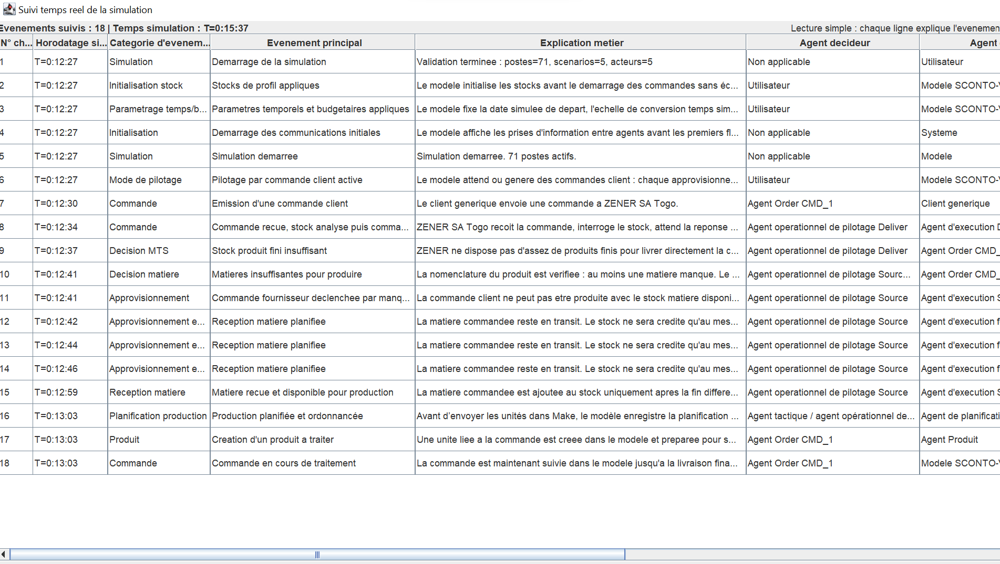 Suivi temps reel de la simulation
Evenements suivis : 18 | Temps simulation : T=0:15:37 Lecture simple : chaque ligne explique l'evenemen
N° ch... Horodatage si... Categorie d'evenem... Evenement principal Explication metier Agent decideur Agent
1 T=0:12:27 Simulation Demarrage de la simulation Validation terminee : postes=71, scenarios=5, acteurs=5 Non applicable Utilisateur
2 T=0:12:27 Initialisation stock Stocks de profil appliques Le modele initialise les stocks avant le demarrage des commandes sans éc... Utilisateur Modele SCONTO-V
3 T=0:12:27 Parametrage temps/b... Parametres temporels et budgetaires appliques Le modele fixe la date simulee de depart, l'echelle de conversion temps sim... Utilisateur Modele SCONTO-V
4 T=0:12:27 Initialisation Demarrage des communications initiales Le modele affiche les prises d'information entre agents avant les premiers fl... Non applicable Systeme
5 T=0:12:27 Simulation Simulation demarree Simulation demarree. 71 postes actifs. Non applicable Modele
6 T=0:12:27 Mode de pilotage Pilotage par commande client active Le modele attend ou genere des commandes client : chaque approvisionne... Utilisateur Modele SCONTO-V
7 T=0:12:30 Commande Emission d'une commande client Le client generique envoie une commande a ZENER SA Togo. Agent Order CMD_1 Client generique
8 T=0:12:34 Commande Commande recue, stock analyse puis comma... ZENER SA Togo recoit la commande, interroge le stock, attend la reponse ... Agent operationnel de pilotage Deliver Agent d'execution D
9 T=0:12:37 Decision MTS Stock produit fini insuffisant ZENER ne dispose pas d'assez de produits finis pour livrer directement la c... Agent operationnel de pilotage Deliver Agent Order CMD_
10 T=0:12:41 Decision matiere Matieres insuffisantes pour produire La nomenclature du produit est verifiee : au moins une matiere manque. Le ... Agent operationnel de pilotage Sourc... Agent Order CMD_
11 T=0:12:41 Approvisionnement Commande fournisseur declenchee par manq... La commande client ne peut pas etre produite avec le stock matiere disponi... Agent operationnel de pilotage Source Agent d'execution S
12 T=0:12:42 Approvisionnement e... Reception matiere planifiee La matiere commandee reste en transit. Le stock ne sera credite qu'au mes... Agent operationnel de pilotage Source Agent d'execution f
13 T=0:12:44 Approvisionnement e... Reception matiere planifiee La matiere commandee reste en transit. Le stock ne sera credite qu'au mes... Agent operationnel de pilotage Source Agent d'execution f
14 T=0:12:46 Approvisionnement e... Reception matiere planifiee La matiere commandee reste en transit. Le stock ne sera credite qu'au mes... Agent operationnel de pilotage Source Agent d'execution f
15 T=0:12:59 Reception matiere Matiere recue et disponible pour production La matiere commandee est ajoutee au stock uniquement apres la fin differe... Agent operationnel de pilotage Source Agent d'execution S
16 T=0:13:03 Planification production Production planifiée et ordonnancée Avant d’envoyer les unités dans Make, le modèle enregistre la planification ... Agent tactique / agent opérationnel de... Agent de planificati
17 T=0:13:03 Produit Creation d'un produit a traiter Une unite liee a la commande est creee dans le modele et preparee pour s... Agent Order CMD_1 Agent Produit
18 T=0:13:03 Commande Commande en cours de traitement La commande est maintenant suivie dans le modele jusqu'a la livraison fina... Agent Order CMD_1 Modele SCONTO-V